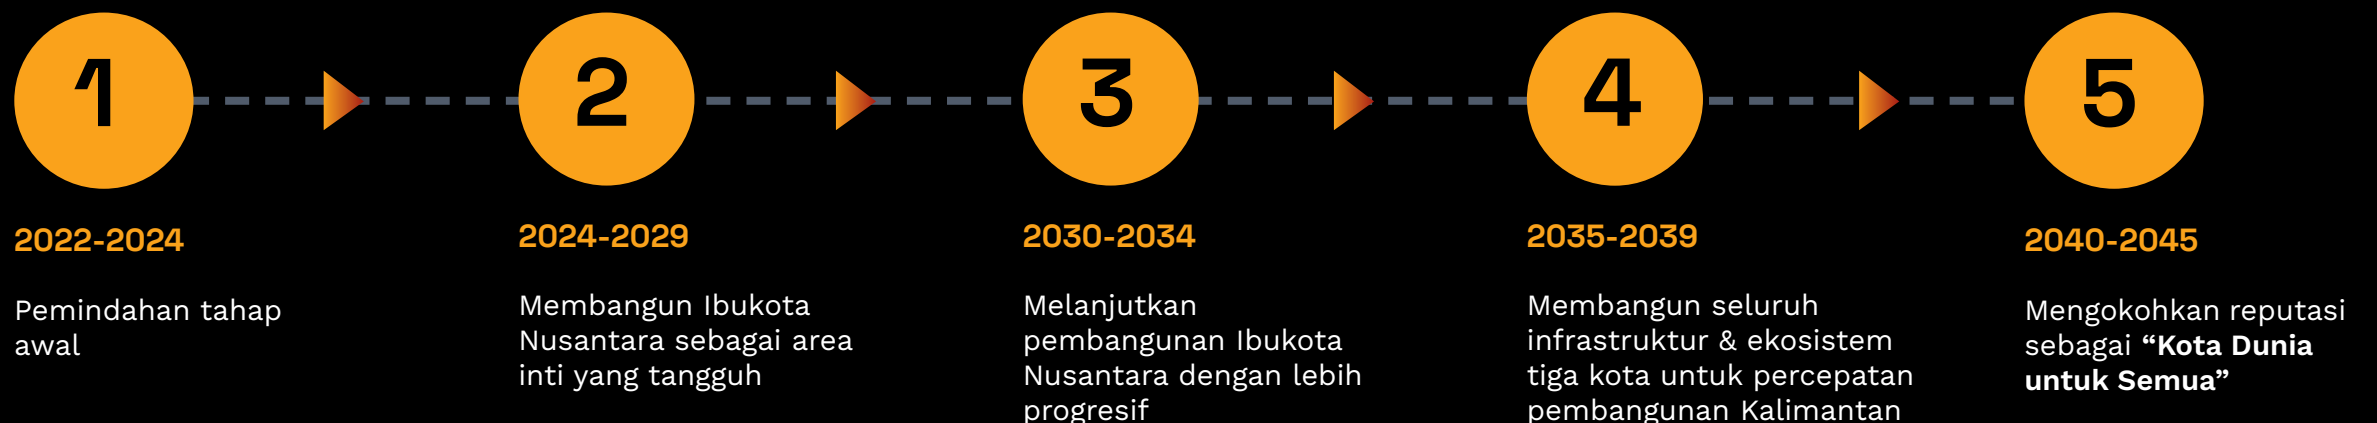 1
2
3
4
5
2022-2024
Pemindahan tahap
awal
2024-2029
Membangun Ibukota
Nusantara sebagai area
inti yang tangguh
2030-2034
Melanjutkan
pembangunan Ibukota
Nusantara dengan lebih
progresif
2035-2039
Membangun seluruh
infrastruktur & ekosistem
tiga kota untuk percepatan
pembangunan Kalimantan
2040-2045
Mengokohkan reputasi
sebagai “Kota Dunia
untuk Semua”